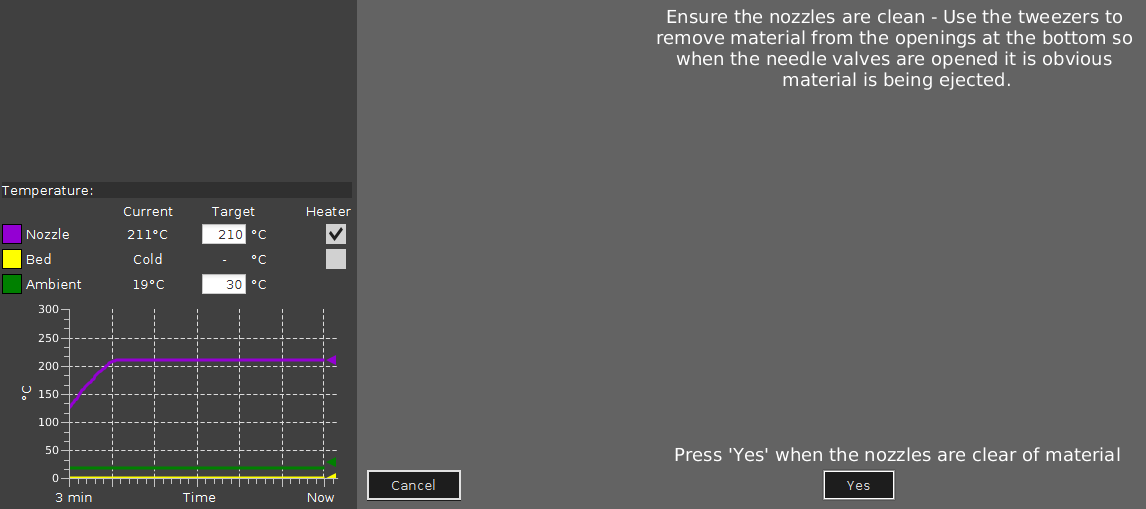 Ensure the nozzles are clean - Use the tweezers to
remove material from the openings at the bottom so
when the needle valves are opened it is obvious
material is being ejected.
Temperature:
Current Target Heater
Nozzle 211°C 210 °C
Bed Cold - °C
Ambient 19°C 30 °C
300
250
200
150
100
50
0
°C
3 min Time Now
Press 'Yes' when the nozzles are clear of material
Cancel
Yes